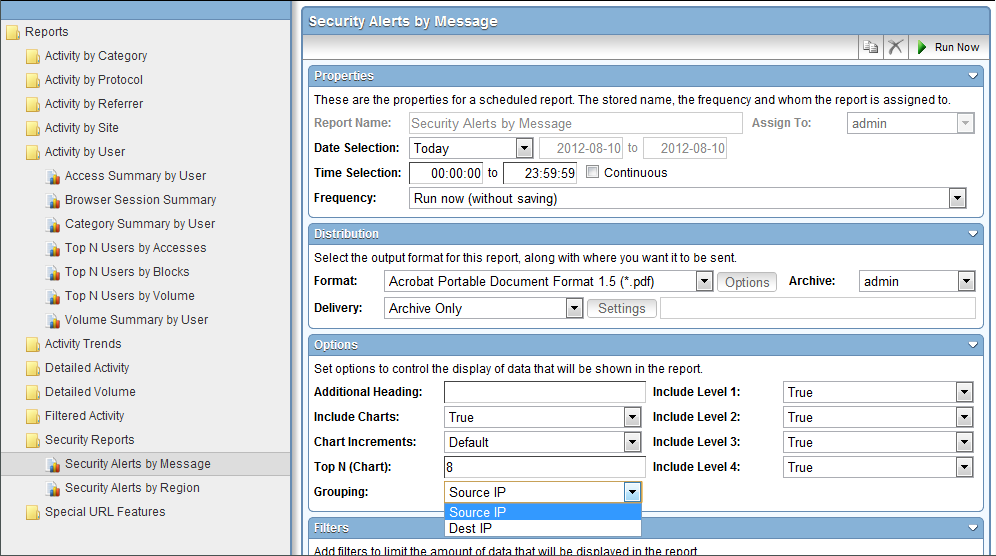 Reports
Activity by Category
Activity by Protocol
Activity by Referrer
Activity by Site
Activity by User
Access Summary by User
Browser Session Summary
Category Summary by User
Top N Users by Accesses
Top N Users by Blocks
Top N Users by Volume
Volume Summary by User
Activity Trends
Detailed Activity
Detailed Volume
Filtered Activity
Security Reports
Security Alerts by Message
Security Alerts by Region
Special URL Features
Security Alerts by Message
Run Now
Properties
These are the properties for a scheduled report. The stored name, the frequency and whom the report is assigned to.
Report Name: Security Alerts by Message Assign To: admin
Date Selection: Today 2012-08-10 to 2012-08-10
Time Selection: 00:00:00 to 23:59:59 Continuous
Frequency: Run now (without saving)
Distribution
Select the output format for this report, along with where you want it to be sent.
Format: Acrobat Portable Document Format 1.5 (*.pdf) Options Archive: admin
Delivery: Archive Only Settings
Options
Set options to control the display of data that will be shown in the report.
Additional Heading: Include Level 1: True
Include Charts: True Include Level 2: True
Chart Increments: Default Include Level 3: True
Top N (Chart): 8 Include Level 4: True
Grouping: Source IP
Source IP
Dest IP
Filters
Add filters to limit the amount of data that will be displayed in the report.